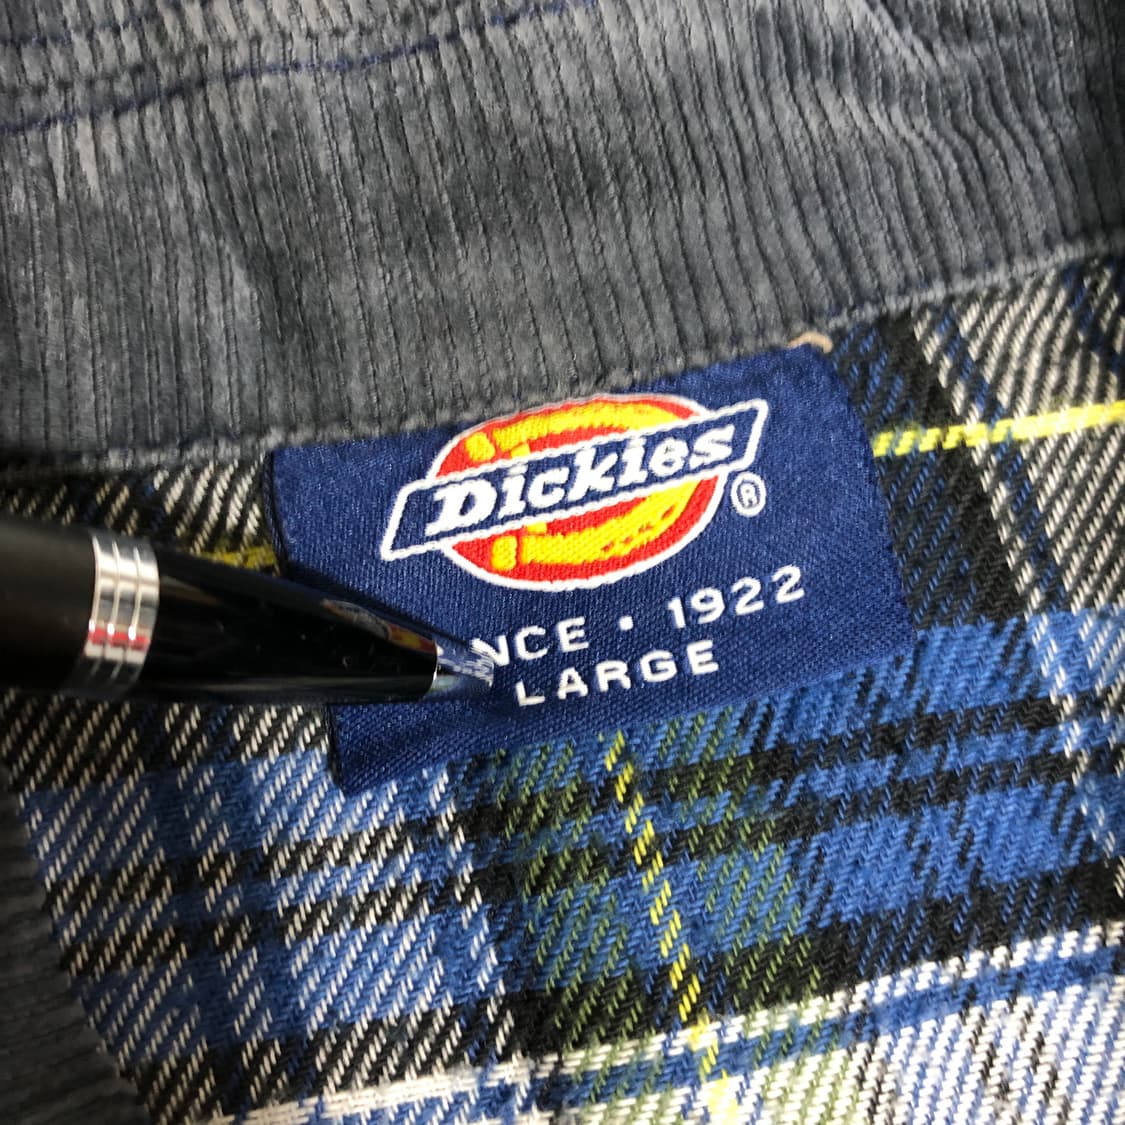 Dickies®
NCE • 1922
LARGE